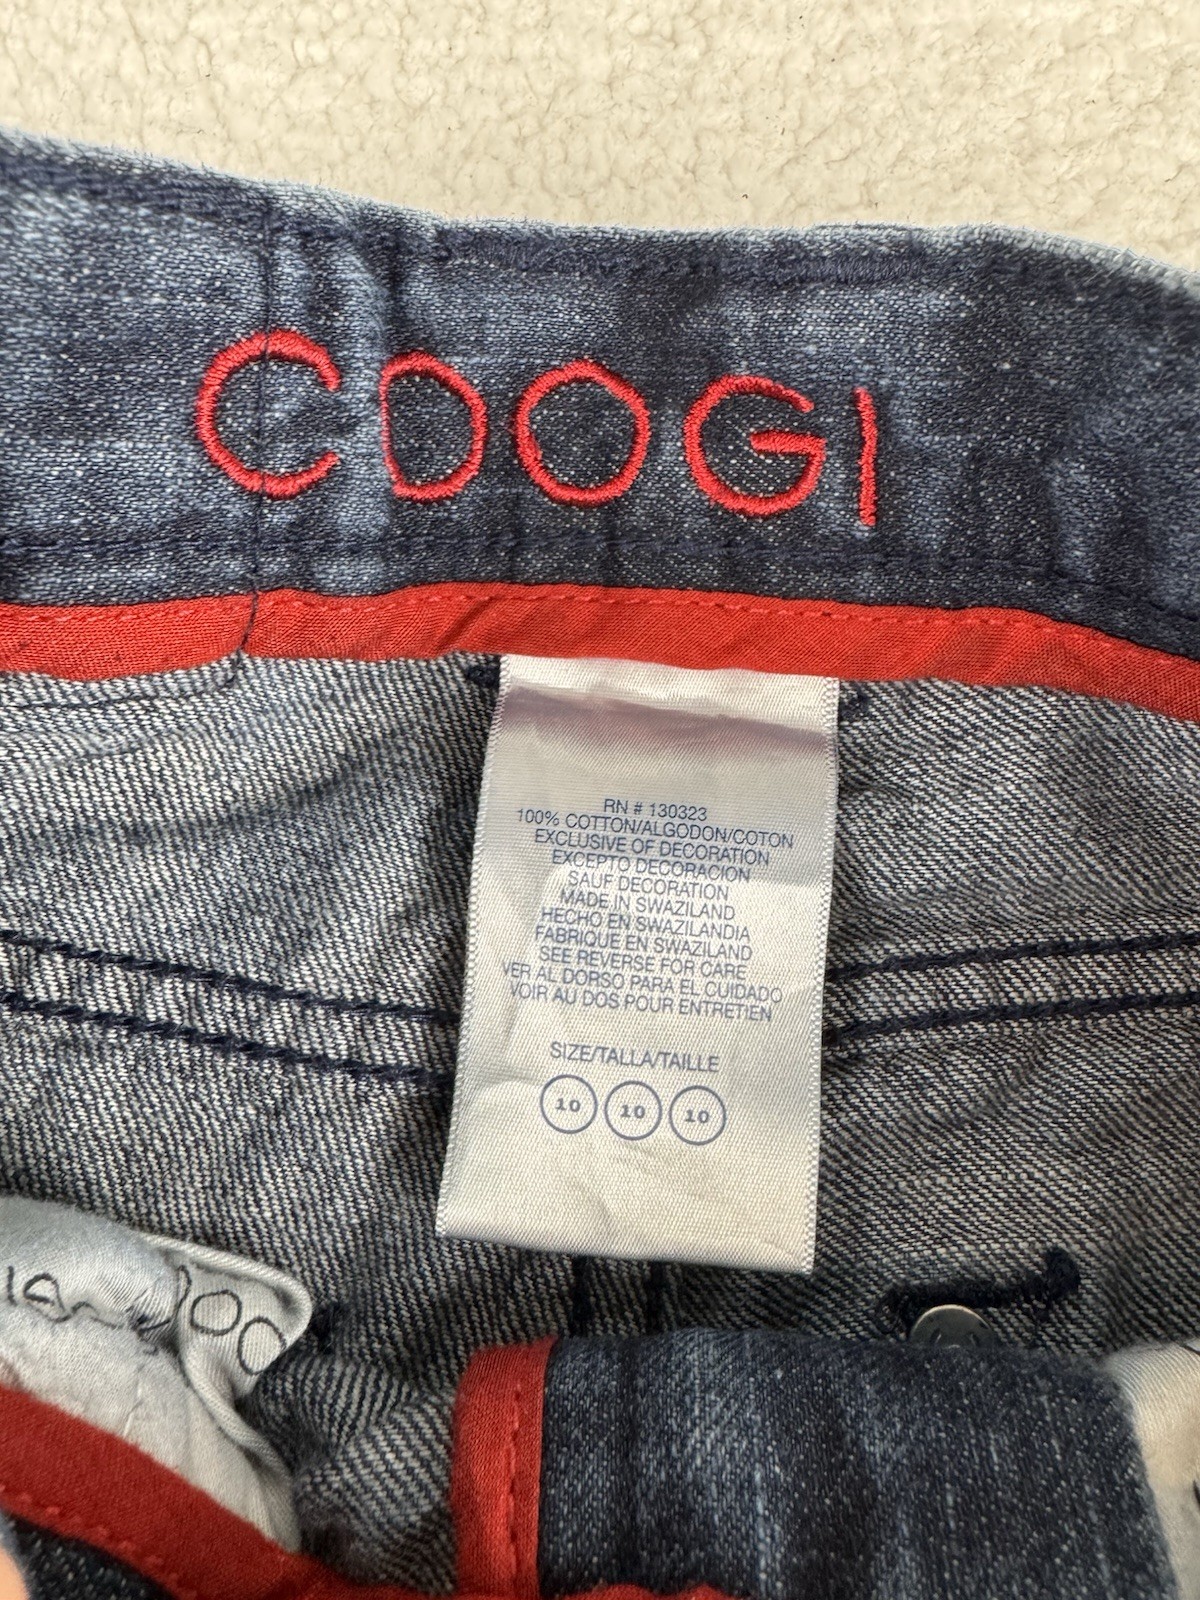 COOGI
RN # 130323
100% COTTON/ALGODON/COTON
EXCLUSIVE OF DECORATION
EXCEPTO DECORACION
SAUF DECORATION
MADE IN SWAZILAND
HECHO EN SWAZILANDIA
FABRIQUE EN SWAZILAND
SEE REVERSE FOR CARE
VER AL DORSO PARA EL CUIDADO
VOIR AU DOS POUR ENTRETIEN
SIZE/TALLA/TAILLE
10 10 10